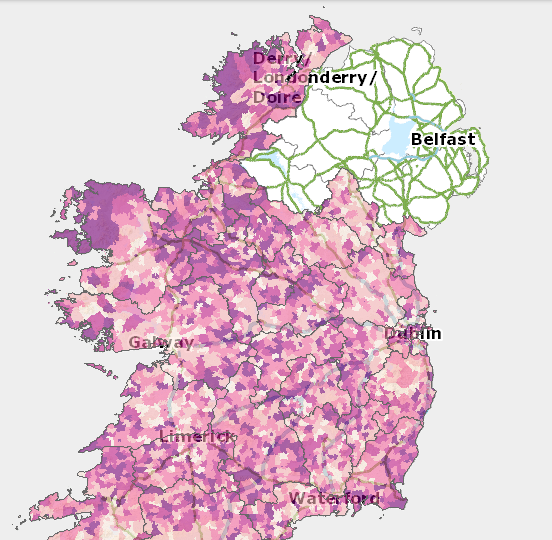 Derry/
Londonderry/
Doire
Belfast
Dublin
Galway
Limerick
Waterford